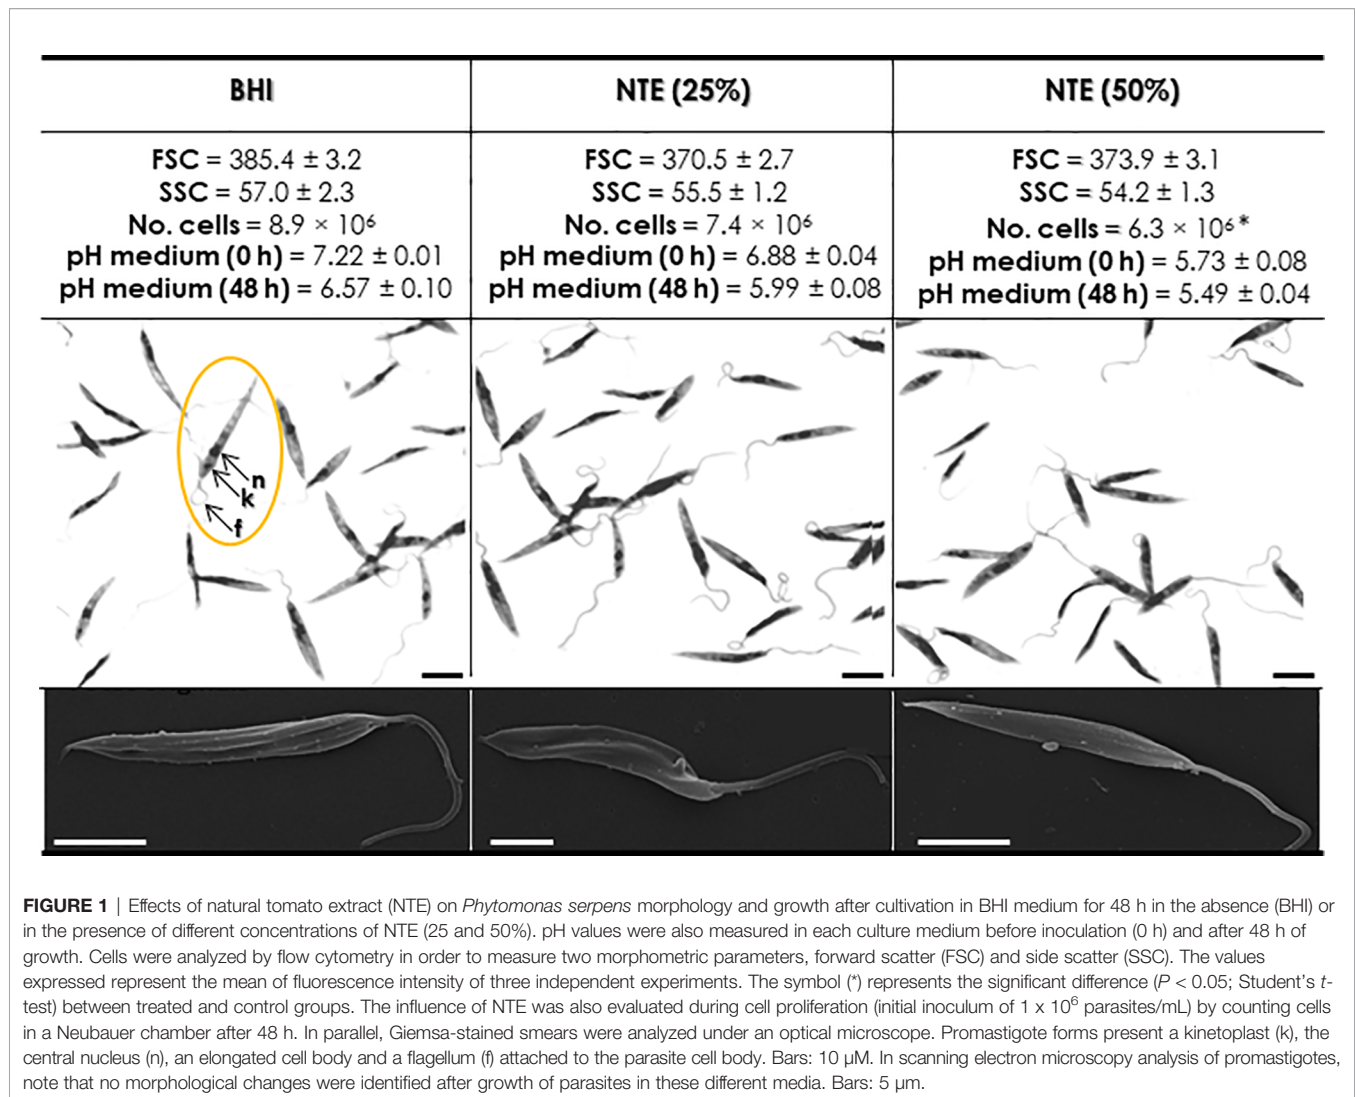 BHI
NTE (25%)
NTE (50%)
FSC = 385.4 ± 3.2
SSC = 57.0 ± 2.3
No. cells = 8.9 × 10⁶
pH medium (0 h) = 7.22 ± 0.01
pH medium (48 h) = 6.57 ± 0.10
FSC = 370.5 ± 2.7
SSC = 55.5 ± 1.2
No. cells = 7.4 × 10⁶
pH medium (0 h) = 6.88 ± 0.04
pH medium (48 h) = 5.99 ± 0.08
FSC = 373.9 ± 3.1
SSC = 54.2 ± 1.3
No. cells = 6.3 × 10⁶*
pH medium (0 h) = 5.73 ± 0.08
pH medium (48 h) = 5.49 ± 0.04
n
k
f
FIGURE 1 | Effects of natural tomato extract (NTE) on Phytomonas serpens morphology and growth after cultivation in BHI medium for 48 h in the absence (BHI) or
in the presence of different concentrations of NTE (25 and 50%). pH values were also measured in each culture medium before inoculation (0 h) and after 48 h of
growth. Cells were analyzed by flow cytometry in order to measure two morphometric parameters, forward scatter (FSC) and side scatter (SSC). The values
expressed represent the mean of fluorescence intensity of three independent experiments. The symbol (*) represents the significant difference (P < 0.05; Student's t-
test) between treated and control groups. The influence of NTE was also evaluated during cell proliferation (initial inoculum of 1 x 10⁶ parasites/mL) by counting cells
in a Neubauer chamber after 48 h. In parallel, Giemsa-stained smears were analyzed under an optical microscope. Promastigote forms present a kinetoplast (k), the
central nucleus (n), an elongated cell body and a flagellum (f) attached to the parasite cell body. Bars: 10 µM. In scanning electron microscopy analysis of promastigotes,
note that no morphological changes were identified after growth of parasites in these different media. Bars: 5 µm.